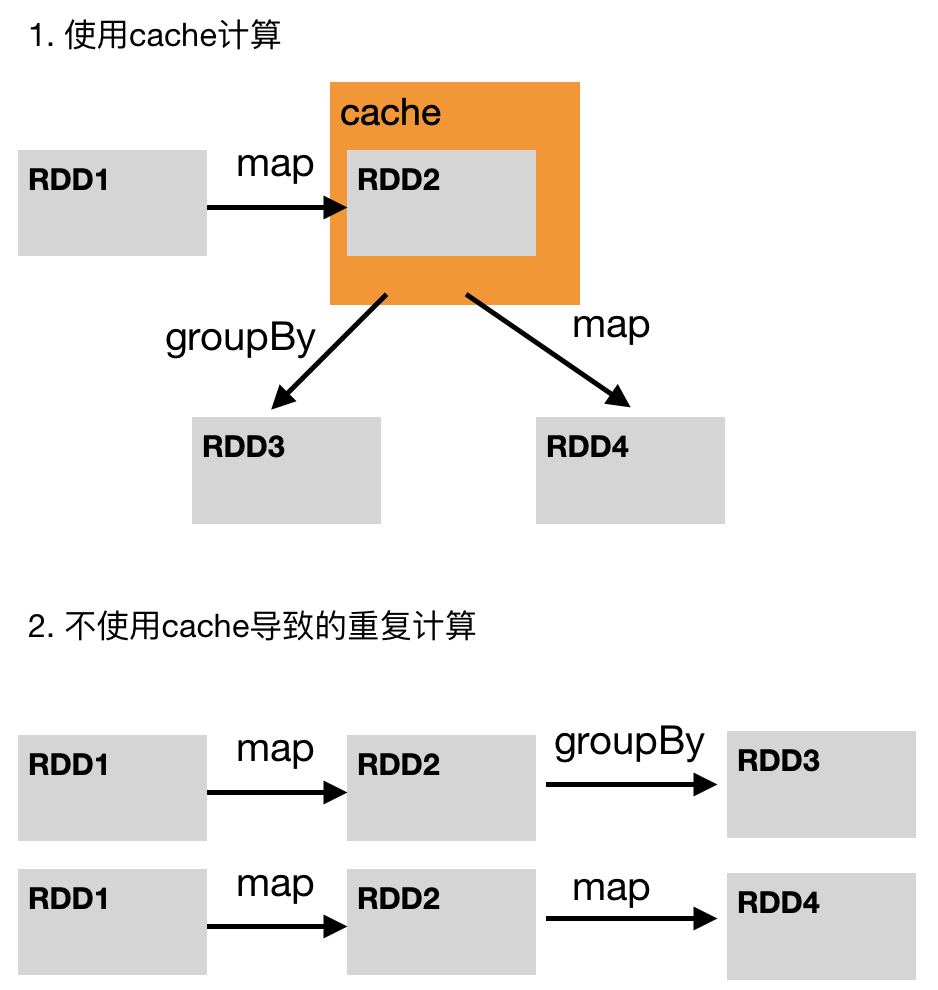 1. 使用cache计算
cache
RDD1
map
RDD2
groupBy
map
RDD3
RDD4
2. 不使用cache导致的重复计算
RDD1
map
RDD2
groupBy
RDD3
RDD1
map
RDD2
map
RDD4